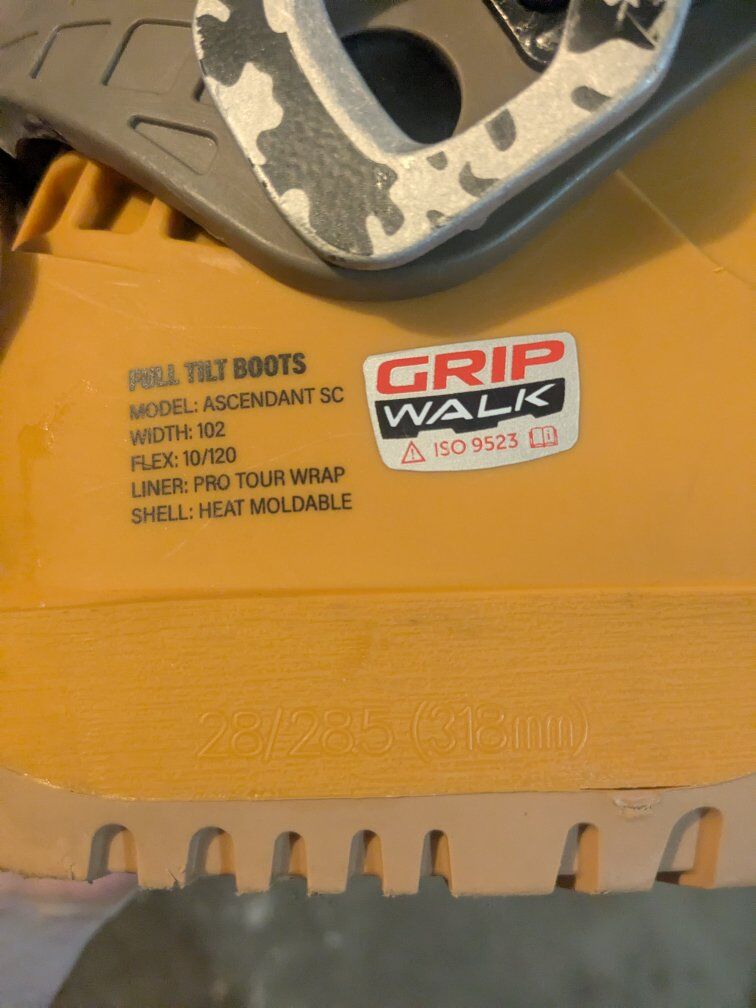 FULL TILT BOOTS
MODEL: ASCENDANT SC
WIDTH: 102
FLEX: 10/120
LINER: PRO TOUR WRAP
SHELL: HEAT MOLDABLE
GRIP
WALK
ISO 9523
28/28.5 (318mm)